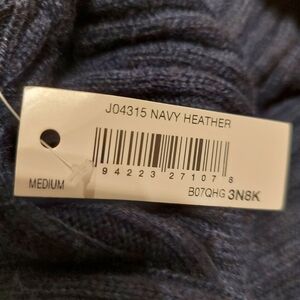 J04315 NAVY HEATHER
94223 27107 8
MEDIUM
B07QHG 3N8K